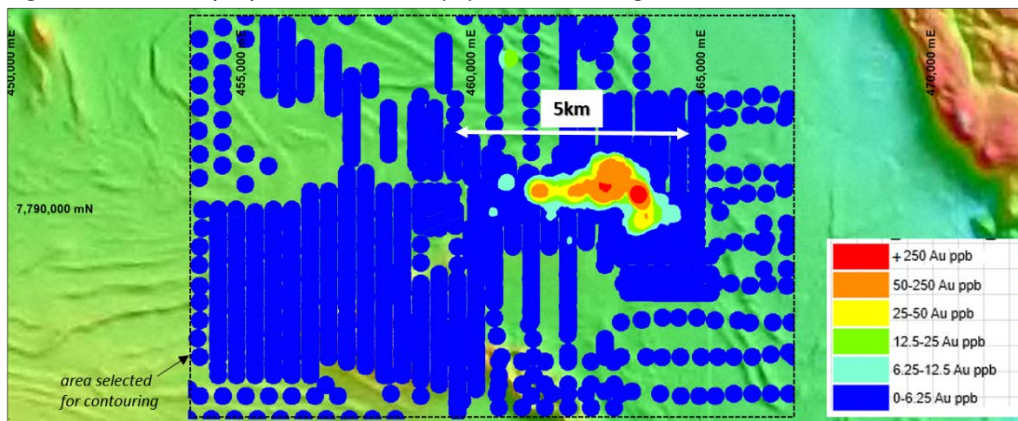 450,000 mE
455,000 mE
460,000 mE
465,000 mE
470,000 mE
5km
7,790,000 mN
area selected
for contouring
+250 Au ppb
50-250 Au ppb
25-50 Au ppb
12.5-25 Au ppb
6.25-12.5 Au ppb
0-6.25 Au ppb